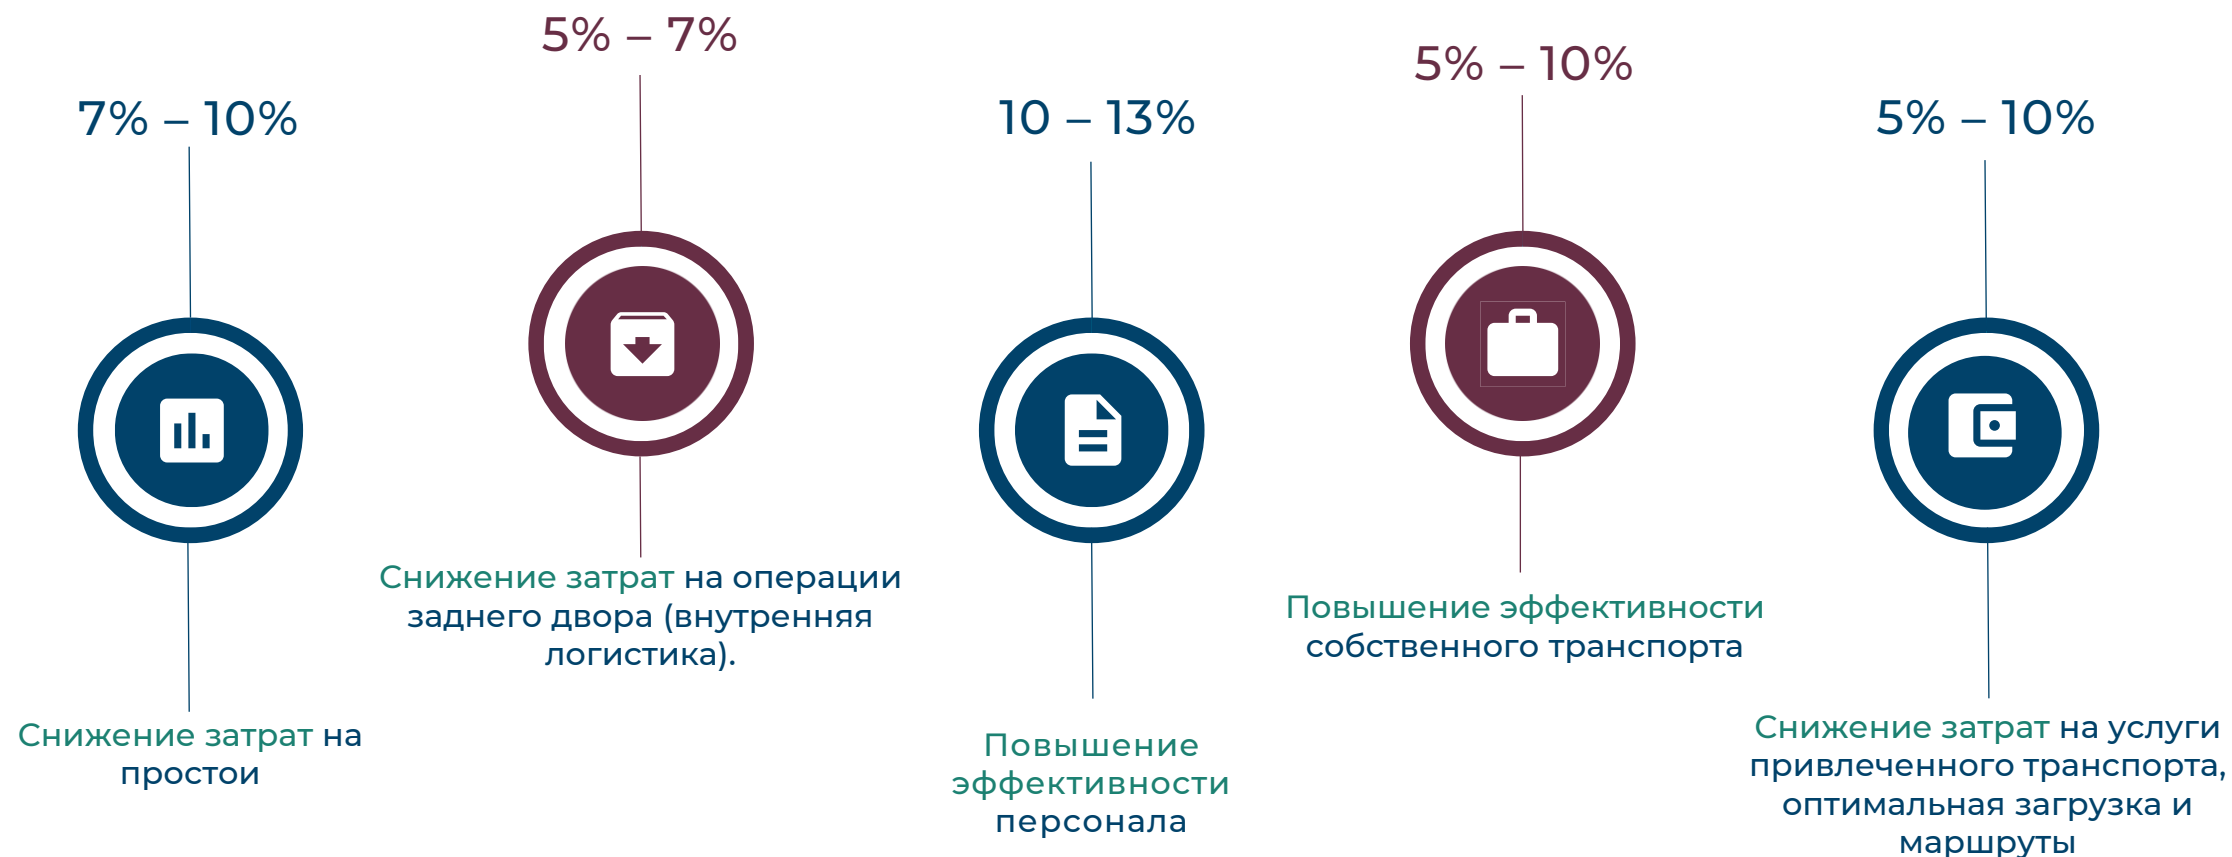 7% – 10%
Снижение затрат на
простои
5% – 7%
Снижение затрат на операции
заднего двора (внутренняя
логистика).
10 – 13%
Повышение
эффективности
персонала
5% – 10%
Повышение эффективности
собственного транспорта
5% – 10%
Снижение затрат на услуги
привлеченного транспорта,
оптимальная загрузка и
маршруты